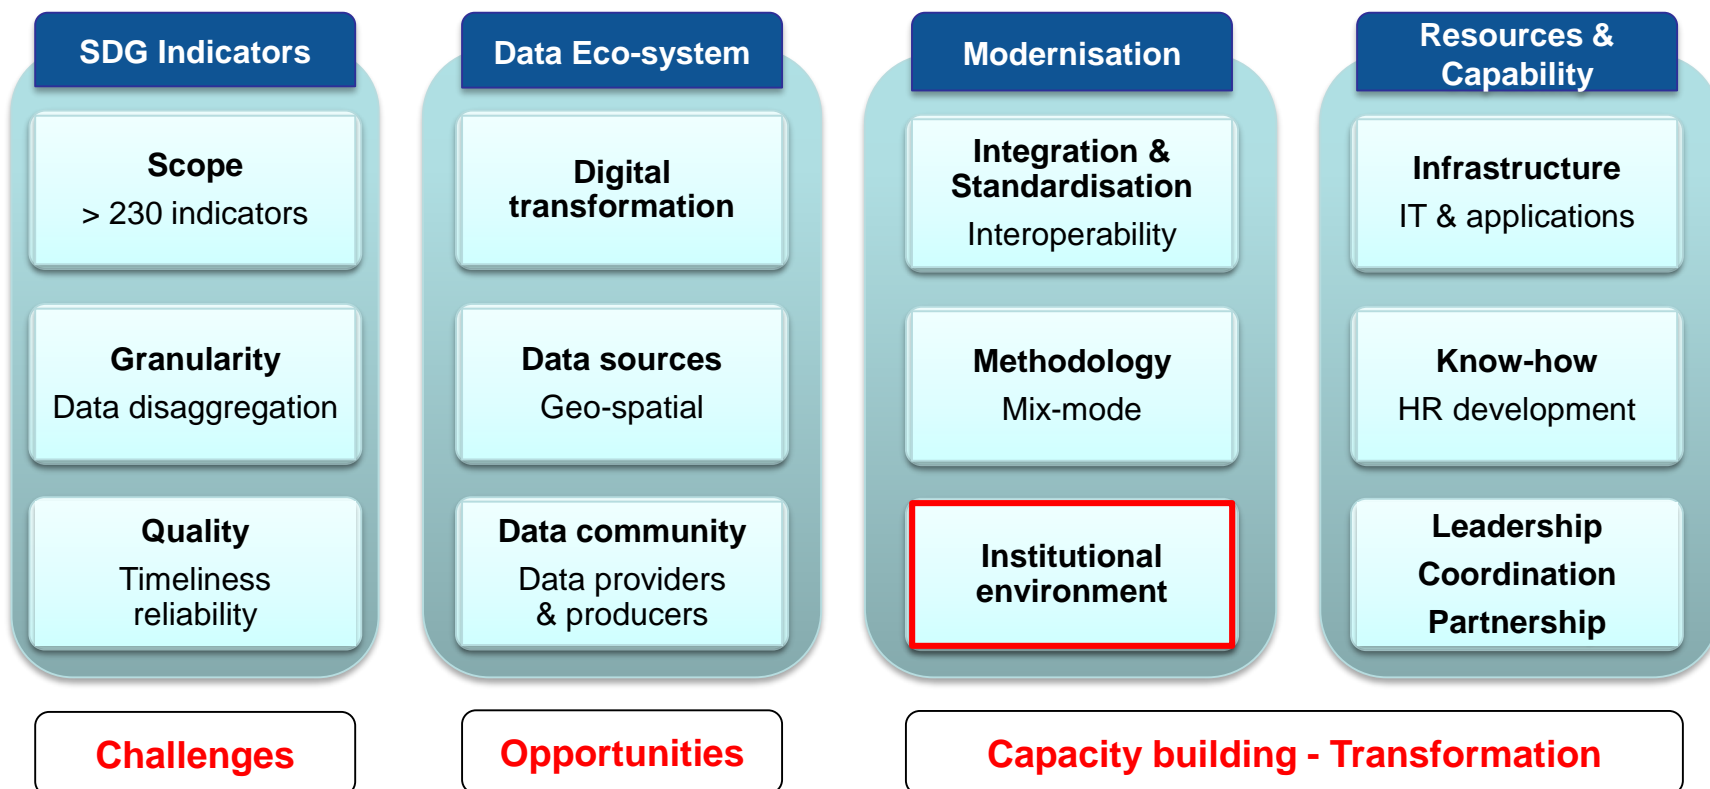 SDG Indicators
Scope
> 230 indicators
Granularity
Data disaggregation
Quality
Timeliness
reliability
Challenges
Data Eco-system
Digital
transformation
Data sources
Geo-spatial
Data community
Data providers
& producers
Opportunities
Modernisation
Integration &
Standardisation
Interoperability
Methodology
Mix-mode
Institutional
environment
Resources &
Capability
Infrastructure
IT & applications
Know-how
HR development
Leadership
Coordination
Partnership
Capacity building - Transformation